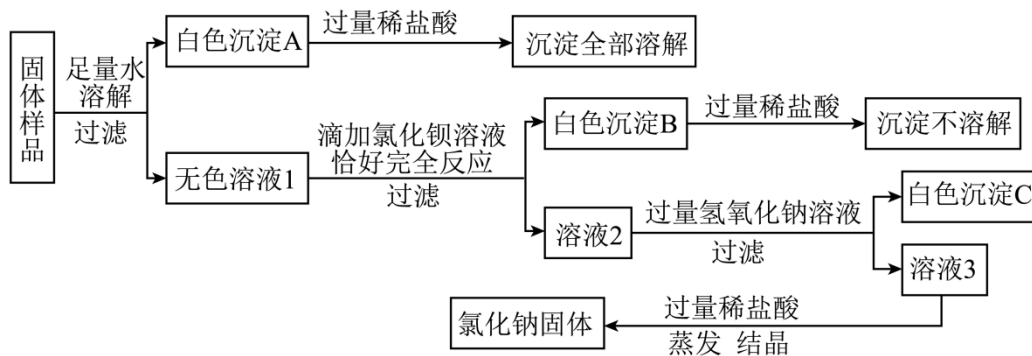 固体样品
足量水
溶解
过滤
白色沉淀A
过量稀盐酸
沉淀全部溶解
无色溶液1
滴加氯化钡溶液
恰好完全反应
过滤
白色沉淀B
过量稀盐酸
沉淀不溶解
溶液2
过量氢氧化钠溶液
过滤
白色沉淀C
溶液3
过量稀盐酸
蒸发 结晶
氯化钠固体